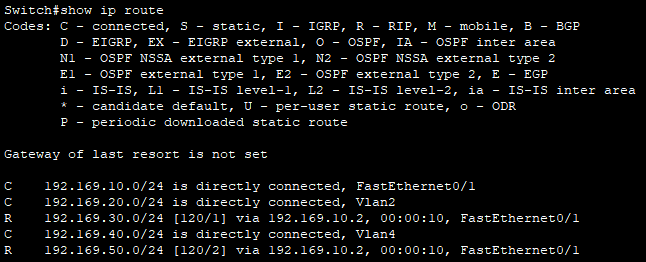 Switch#show ip route
Codes: C - connected, S - static, I - IGRP, R - RIP, M - mobile, B - BGP
D - EIGRP, EX - EIGRP external, O - OSPF, IA - OSPF inter area
N1 - OSPF NSSA external type 1, N2 - OSPF NSSA external type 2
E1 - OSPF external type 1, E2 - OSPF external type 2, E - EGP
i - IS-IS, L1 - IS-IS level-1, L2 - IS-IS level-2, ia - IS-IS inter area
* - candidate default, U - per-user static route, o - ODR
P - periodic downloaded static route
Gateway of last resort is not set
C 192.169.10.0/24 is directly connected, FastEthernet0/1
C 192.169.20.0/24 is directly connected, Vlan2
R 192.169.30.0/24 [120/1] via 192.169.10.2, 00:00:10, FastEthernet0/1
C 192.169.40.0/24 is directly connected, Vlan4
R 192.169.50.0/24 [120/2] via 192.169.10.2, 00:00:10, FastEthernet0/1